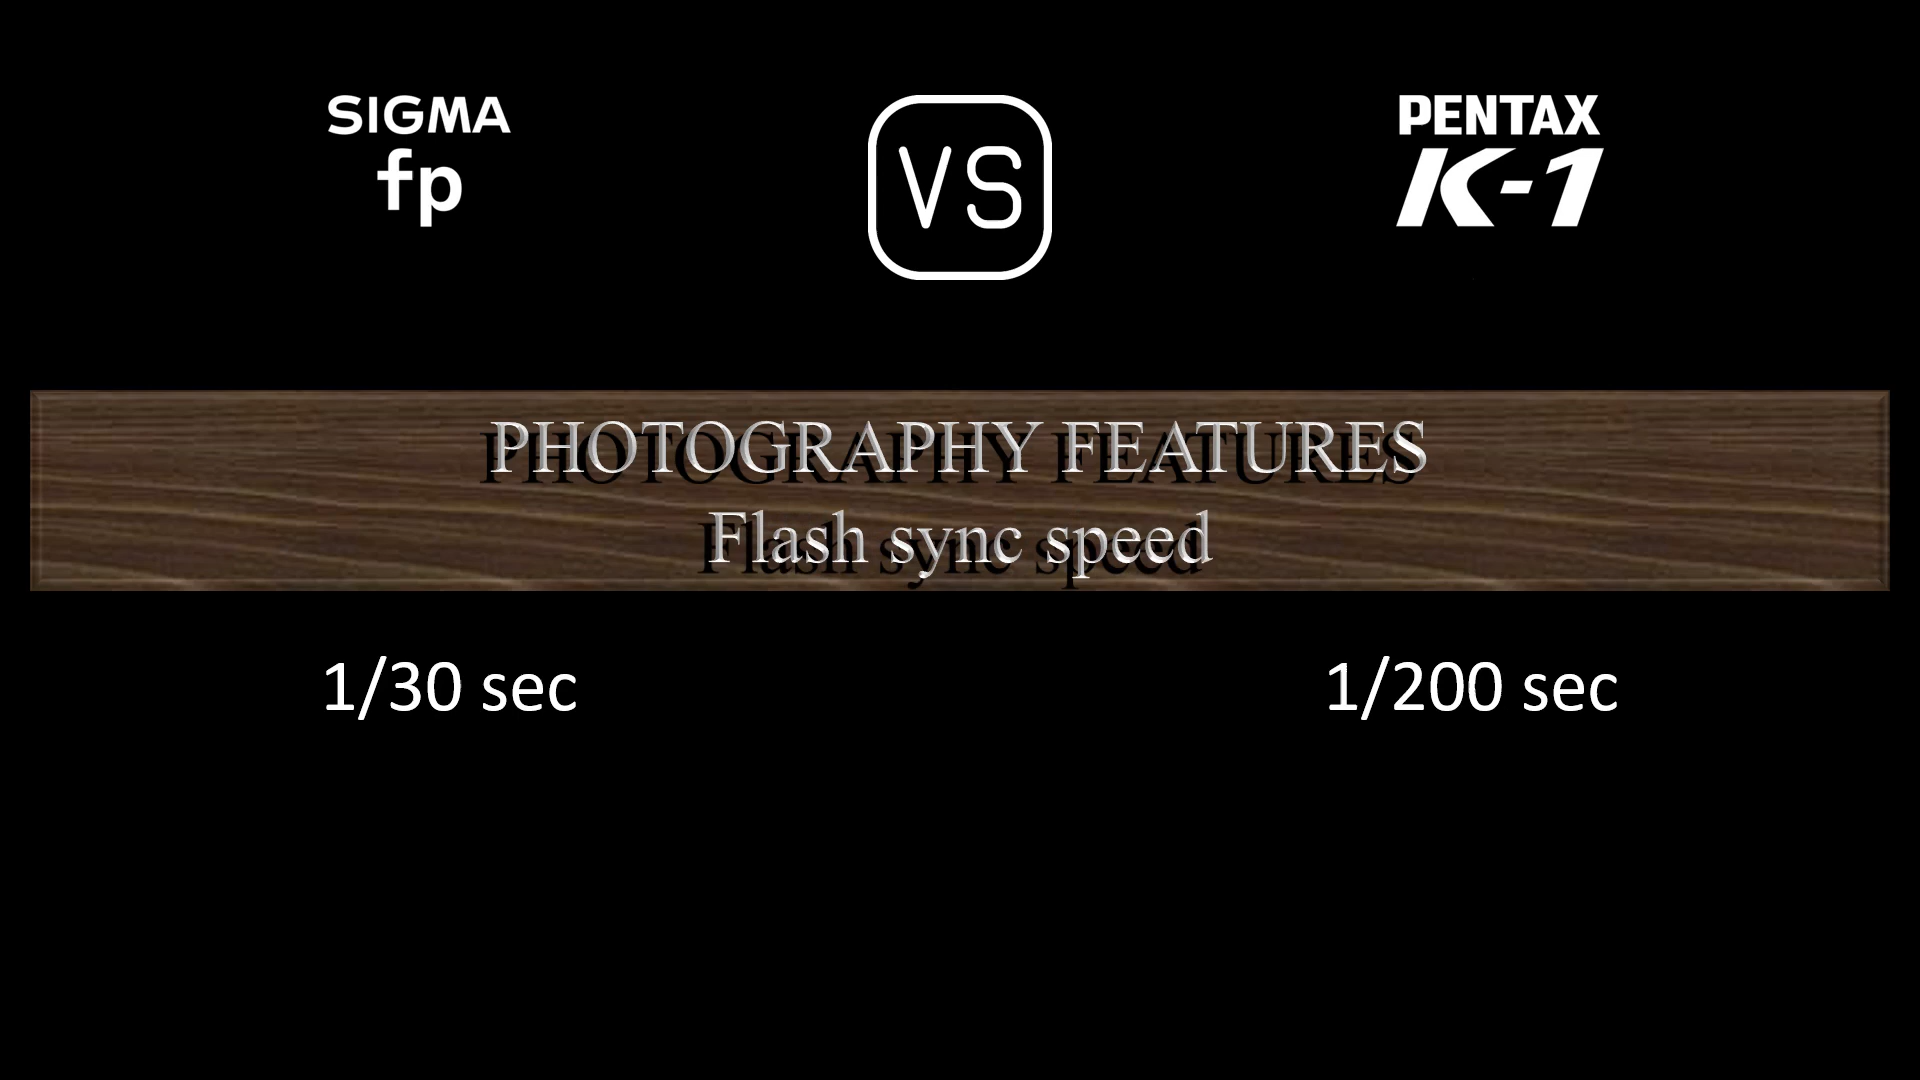 SIGMA
fp
VS
PENTAX
K-1
PHOTOGRAPHY FEATURES
Flash sync speed
1/30 sec
1/200 sec